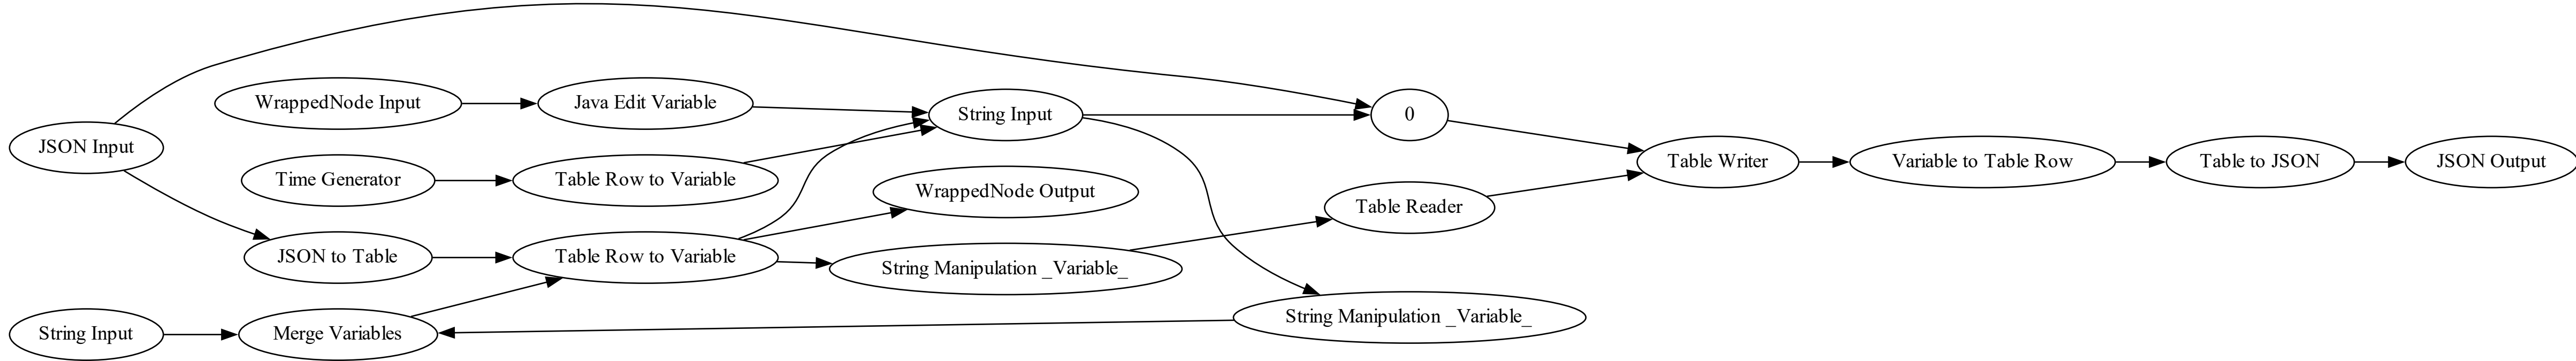 JSON Input
WrappedNode Input
Java Edit Variable
String Input
0
Time Generator
Table Row to Variable
WrappedNode Output
Table Reader
Table Writer
Variable to Table Row
Table to JSON
JSON Output
JSON to Table
Table Row to Variable
String Manipulation _Variable_
String Input
Merge Variables
String Manipulation _Variable_